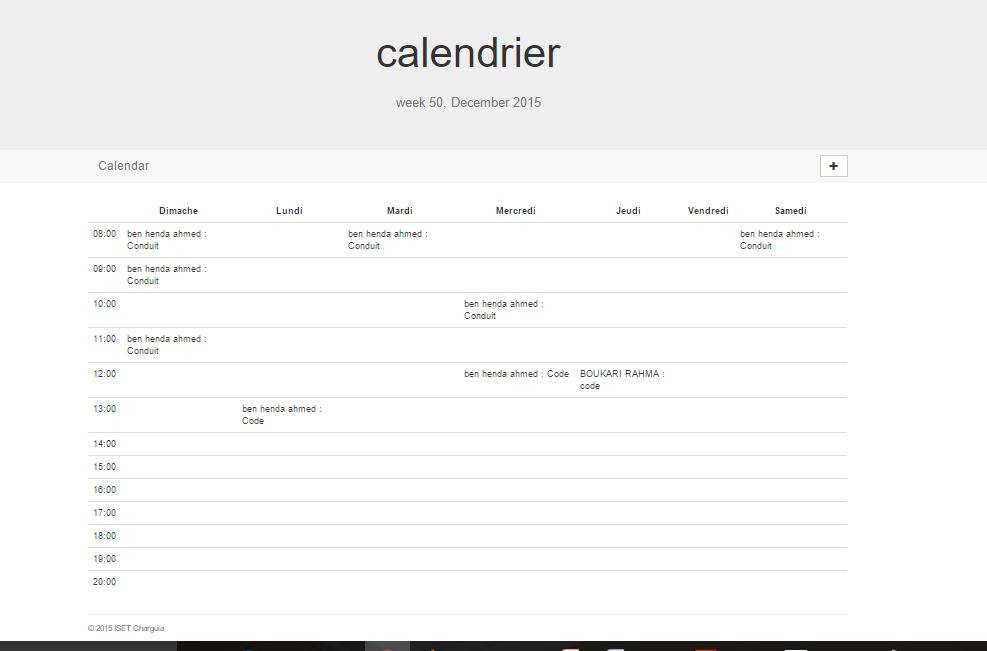 calendrier
week 50, December 2015
Calendar
+
Dimache Lundi Mardi Mercredi Jeudi Vendredi Samedi
08:00 ben henda ahmed : ben henda ahmed : ben henda ahmed :
Conduit Conduit Conduit
09:00 ben henda ahmed :
Conduit
10:00 ben henda ahmed :
Conduit
11:00 ben henda ahmed :
Conduit
12:00 ben henda ahmed : Code BOUKARI RAHMA :
code
13:00 ben henda ahmed :
Code
14:00
15:00
16:00
17:00
18:00
19:00
20:00
© 2015 ISET Charguia